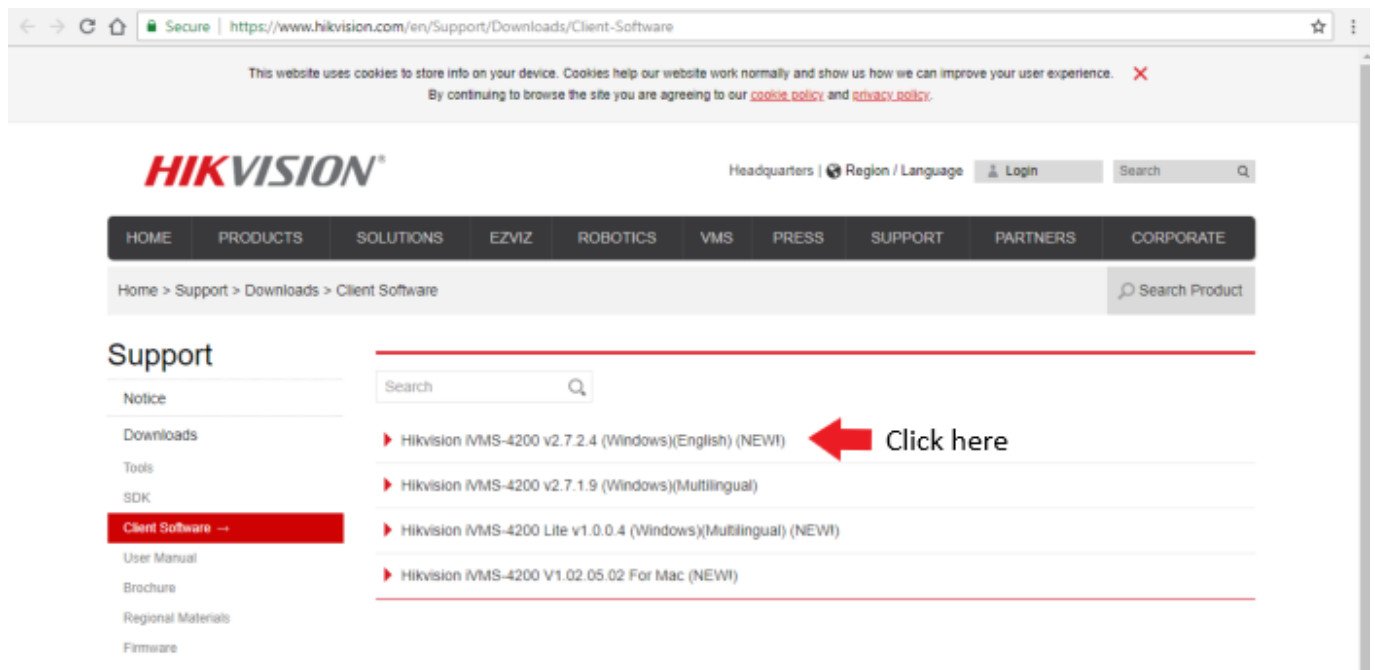 Secure | https://www.hikvision.com/en/Support/Downloads/Client-Software
This website uses cookies to store info on your device. Cookies help our website work normally and show us how we can improve your user experience.
By continuing to browse the site you are agreeing to our cookie policy and privacy policy.
HIKVISION®
Headquarters | Region / Language Login Search
HOME PRODUCTS SOLUTIONS EZVIZ ROBOTICS VMS PRESS SUPPORT PARTNERS CORPORATE
Home > Support > Downloads > Client Software Search Product
Support
Search
Notice
Downloads
Hikvision iVMS-4200 v2.7.2.4 (Windows)(English) (NEW!) Click here
Tools
Hikvision iVMS-4200 v2.7.1.9 (Windows)(Multilingual)
SDK
Client Software →
Hikvision iVMS-4200 Lite v1.0.0.4 (Windows)(Multilingual) (NEW!)
User Manual
Hikvision iVMS-4200 V1.02.05.02 For Mac (NEW!)
Brochure
Regional Materials
Firmware